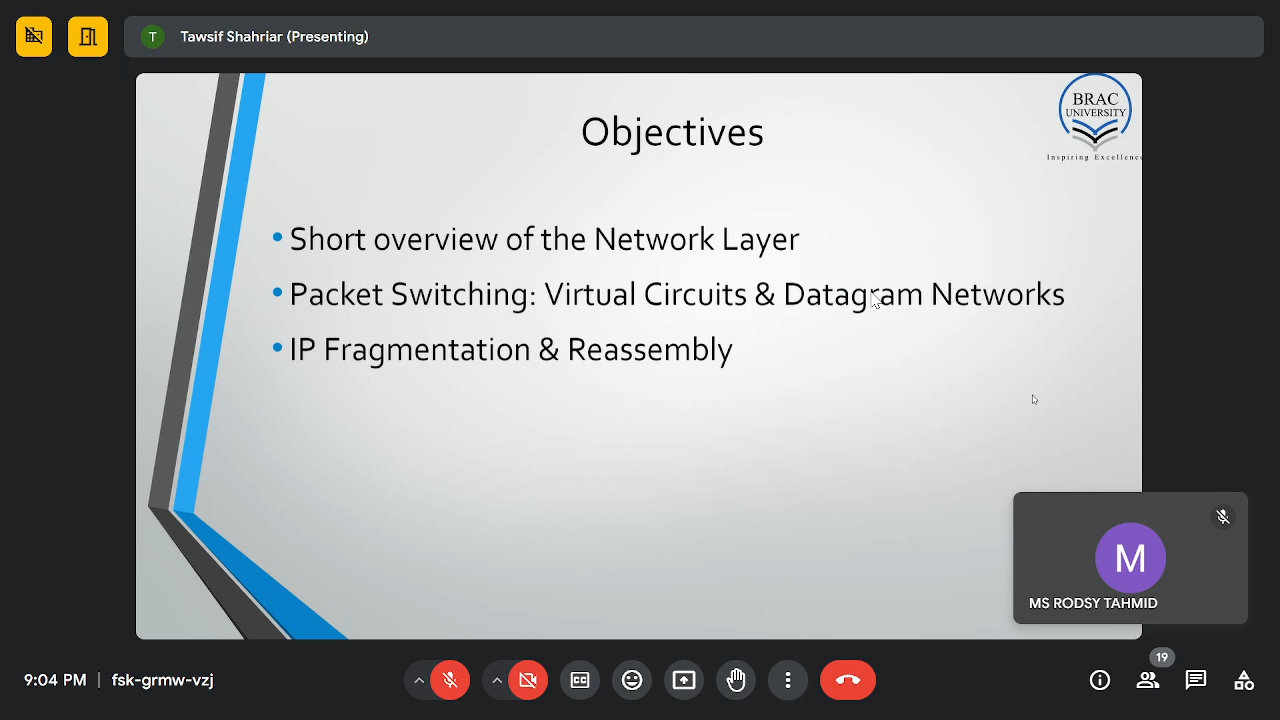 T Tawsif Shahriar (Presenting)
BRAC
UNIVERSITY
Inspiring Excellence
Objectives
• Short overview of the Network Layer
• Packet Switching: Virtual Circuits & Datagram Networks
• IP Fragmentation & Reassembly
M
MS RODSY TAHMID
19
9:04 PM | fsk-grmw-vzj
CC